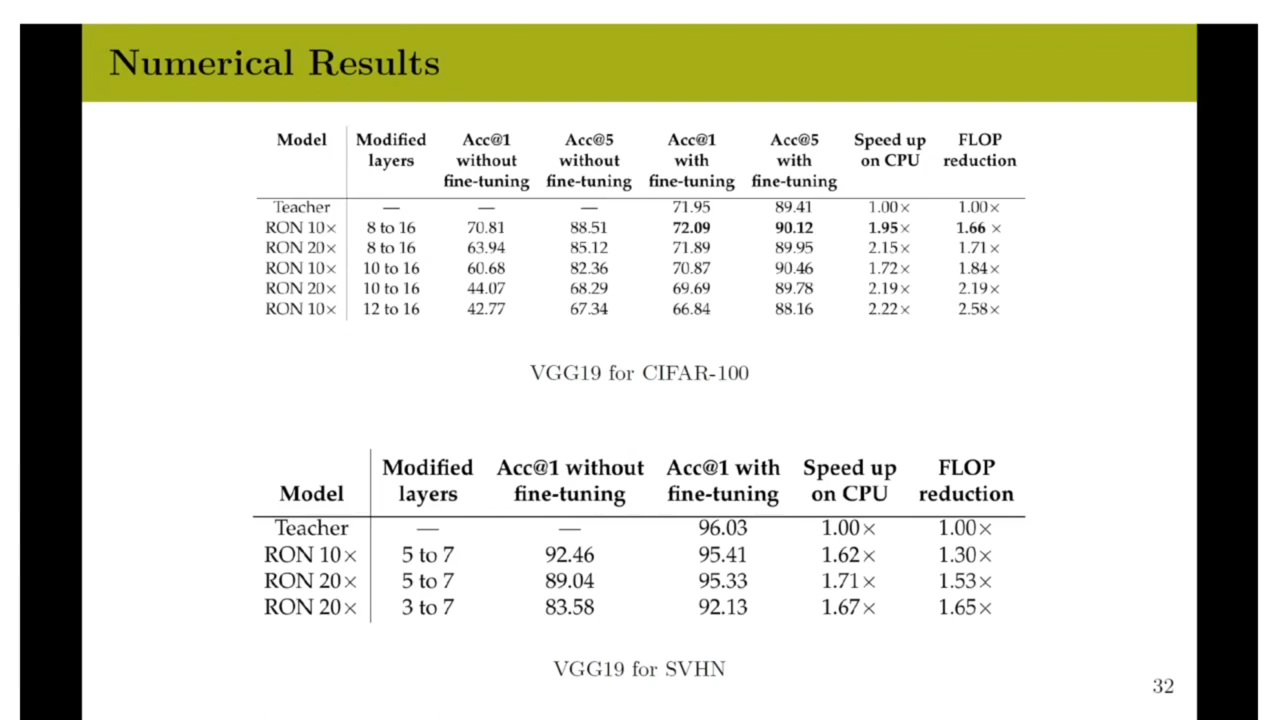 Numerical Results
Model Modified Acc@1 Acc@5 Acc@1 Acc@5 Speed up FLOP
layers without without with with on CPU reduction
fine-tuning fine-tuning fine-tuning fine-tuning
Teacher — — — 71.95 89.41 1.00× 1.00×
RON 10× 8 to 16 70.81 88.51 72.09 90.12 1.95× 1.66 ×
RON 20× 8 to 16 63.94 85.12 71.89 89.95 2.15× 1.71×
RON 10× 10 to 16 60.68 82.36 70.87 90.46 1.72× 1.84×
RON 20× 10 to 16 44.07 68.29 69.69 89.78 2.19× 2.19×
RON 10× 12 to 16 42.77 67.34 66.84 88.16 2.22× 2.58×
VGG19 for CIFAR-100
Modified Acc@1 without Acc@1 with Speed up FLOP
Model layers fine-tuning fine-tuning on CPU reduction
Teacher — — 96.03 1.00× 1.00×
RON 10× 5 to 7 92.46 95.41 1.62× 1.30×
RON 20× 5 to 7 89.04 95.33 1.71× 1.53×
RON 20× 3 to 7 83.58 92.13 1.67× 1.65×
VGG19 for SVHN
32